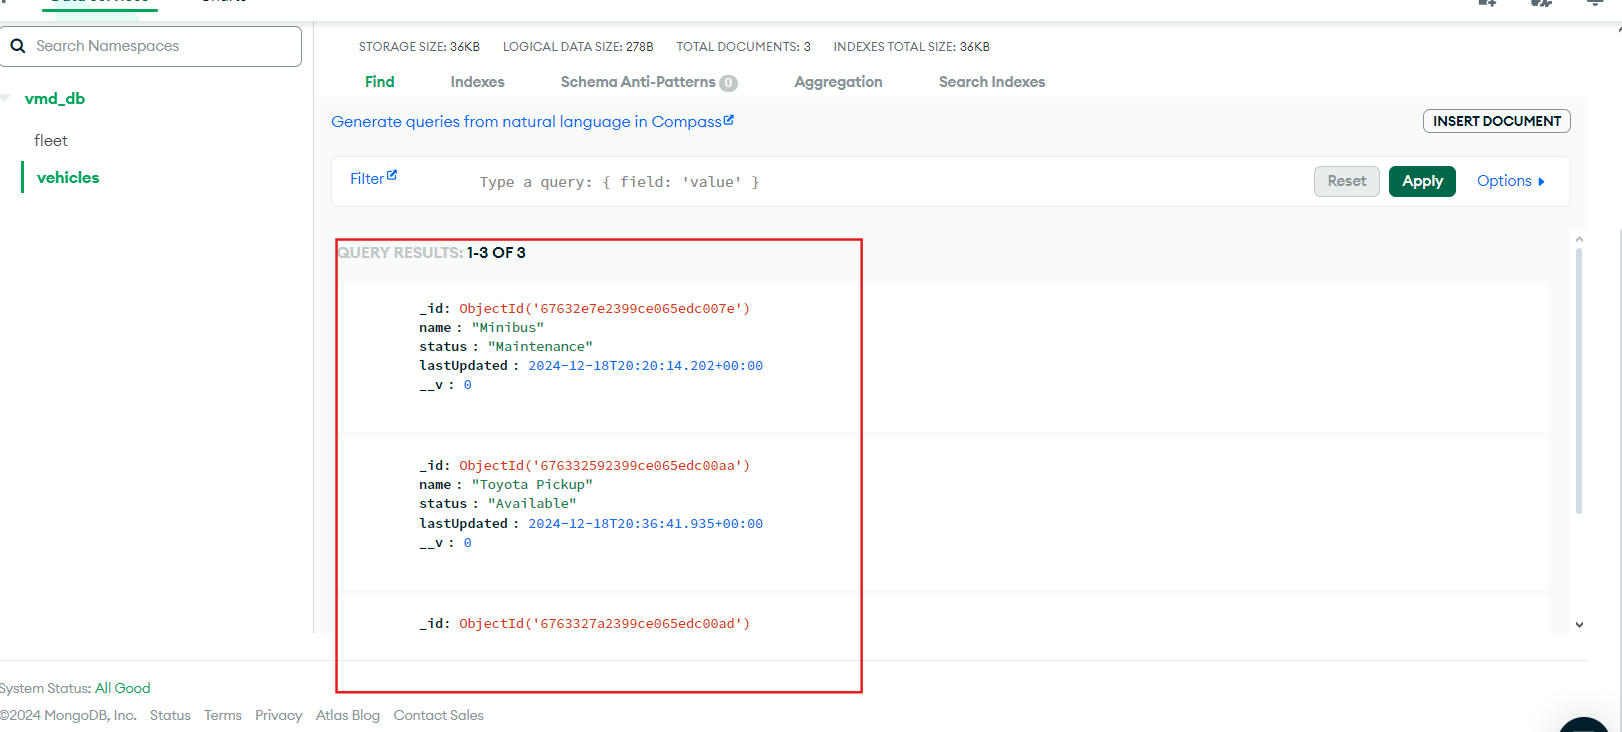 Search Namespaces
vmd_db
fleet
vehicles
STORAGE SIZE: 36KB LOGICAL DATA SIZE: 278B TOTAL DOCUMENTS: 3 INDEXES TOTAL SIZE: 36KB
Find Indexes Schema Anti-Patterns 0 Aggregation Search Indexes
Generate queries from natural language in Compass
INSERT DOCUMENT
Filter Type a query: { field: 'value' } Reset Apply Options
QUERY RESULTS: 1-3 OF 3
_id: ObjectId('67632e7e2399ce065edc007e')
name : "Minibus"
status : "Maintenance"
lastUpdated : 2024-12-18T20:20:14.202+00:00
__v : 0
_id: ObjectId('676332592399ce065edc00aa')
name : "Toyota Pickup"
status : "Available"
lastUpdated : 2024-12-18T20:36:41.935+00:00
__v : 0
_id: ObjectId('6763327a2399ce065edc00ad')
System Status: All Good
©2024 MongoDB, Inc. Status Terms Privacy Atlas Blog Contact Sales